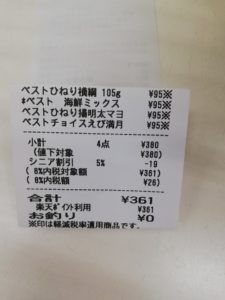 ベストひねり横綱 105g ¥95※
*ベスト 海鮮ミックス ¥95※
ベストひねり揚明太マヨ ¥95※
ベストチョイスえび満月 ¥95※
小計 4点 ¥380
(値下対象 ¥380)
シニア割引 5% -19
( 8%内税対象額 ¥361)
( 8%内税額 ¥26)
合計 ¥361
楽天ポイント利用 ¥361
お釣り ¥0
※印は軽減税率適用商品です。